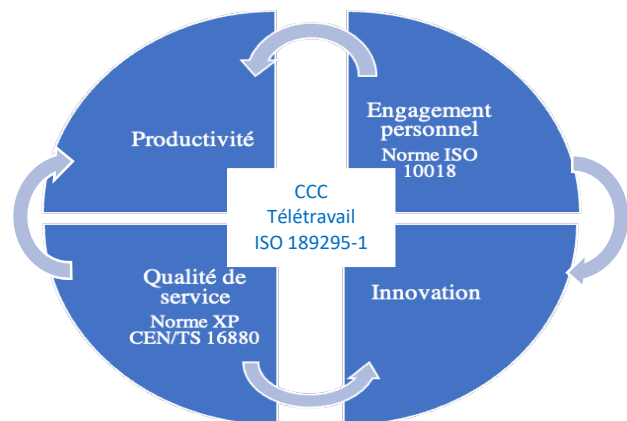 Productivité
Engagement
personnel
Norme ISO
10018
CCC
Télétravail
ISO 189295-1
Qualité de
service
Norme XP
CEN/TS 16880
Innovation